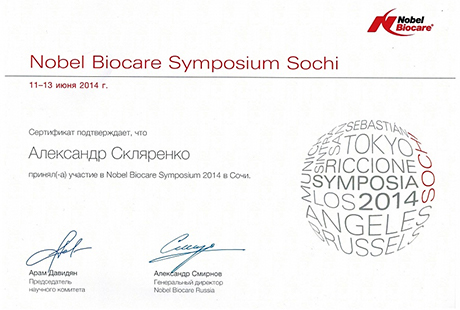 Nobel
Biocare®
Nobel Biocare Symposium Sochi
11–13 июня 2014 г.
Сертификат подтверждает, что
Александр Скляренко
принял(-а) участие в Nobel Biocare Symposium 2014 в Сочи.
SEBASTIAN
TOKYO
RICCIONE
SYMPOSIA
LOS 2014
ANGELES
BRUSSELS
MUNICH
SAN
SOCHI
Арам Давидян
Председатель
научного комитета
Александр Смирнов
Генеральный директор
Nobel Biocare Russia